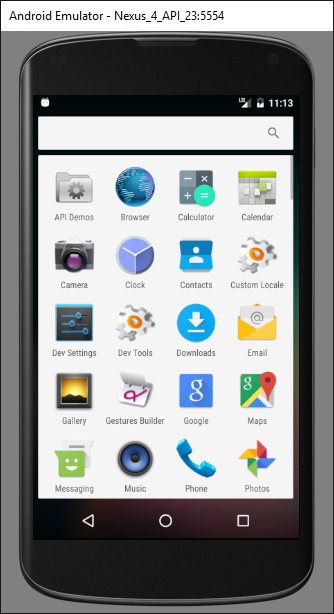 Android Emulator - Nexus_4_API_23:5554
LTE 11:13
API Demos Browser Calculator Calendar
Camera Clock Contacts Custom Locale
Dev Settings Dev Tools Downloads Email
Gallery Gestures Builder Google Maps
Messaging Music Phone Photos